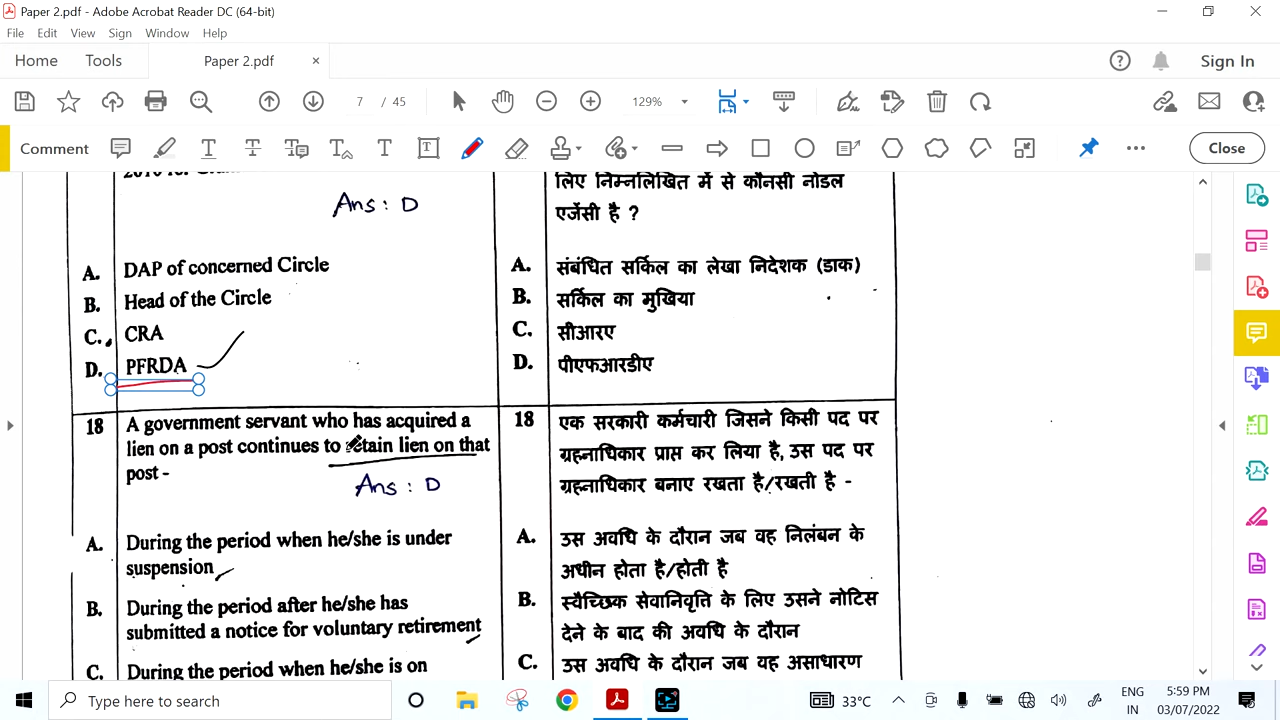 Paper 2.pdf - Adobe Acrobat Reader DC (64-bit)
File Edit View Sign Window Help
Home Tools Paper 2.pdf × Sign In
7 / 45 129%
Comment Close
Ans : D
A. DAP of concerned Circle
B. Head of the Circle
C. CRA
D. PFRDA
18 A government servant who has acquired a
lien on a post continues to retain lien on that
post -
Ans : D
A. During the period when he/she is under
suspension
B. During the period after he/she has
submitted a notice for voluntary retirement
C. During the period when he/she is on
लिए निम्नलिखित में से कौनसी नोडल
एजेंसी है ?
A. संबंधित सर्किल का लेखा निदेशक (डाक)
B. सर्किल का मुखिया
C. सीआरए
D. पीएफआरडीए
18 एक सरकारी कर्मचारी जिसने किसी पद पर
ग्रहनाधिकार प्राप्त कर लिया है, उस पद पर
ग्रहनाधिकार बनाए रखता है/रखती है -
A. उस अवधि के दौरान जब वह निलंबन के
अधीन होता है/होती है
B. स्वैच्छिक सेवानिवृत्ति के लिए उसने नोटिस
देने के बाद की अवधि के दौरान
C. उस अवधि के दौरान जब वह असाधारण
Type here to search
33°C
ENG
IN
5:59 PM
03/07/2022